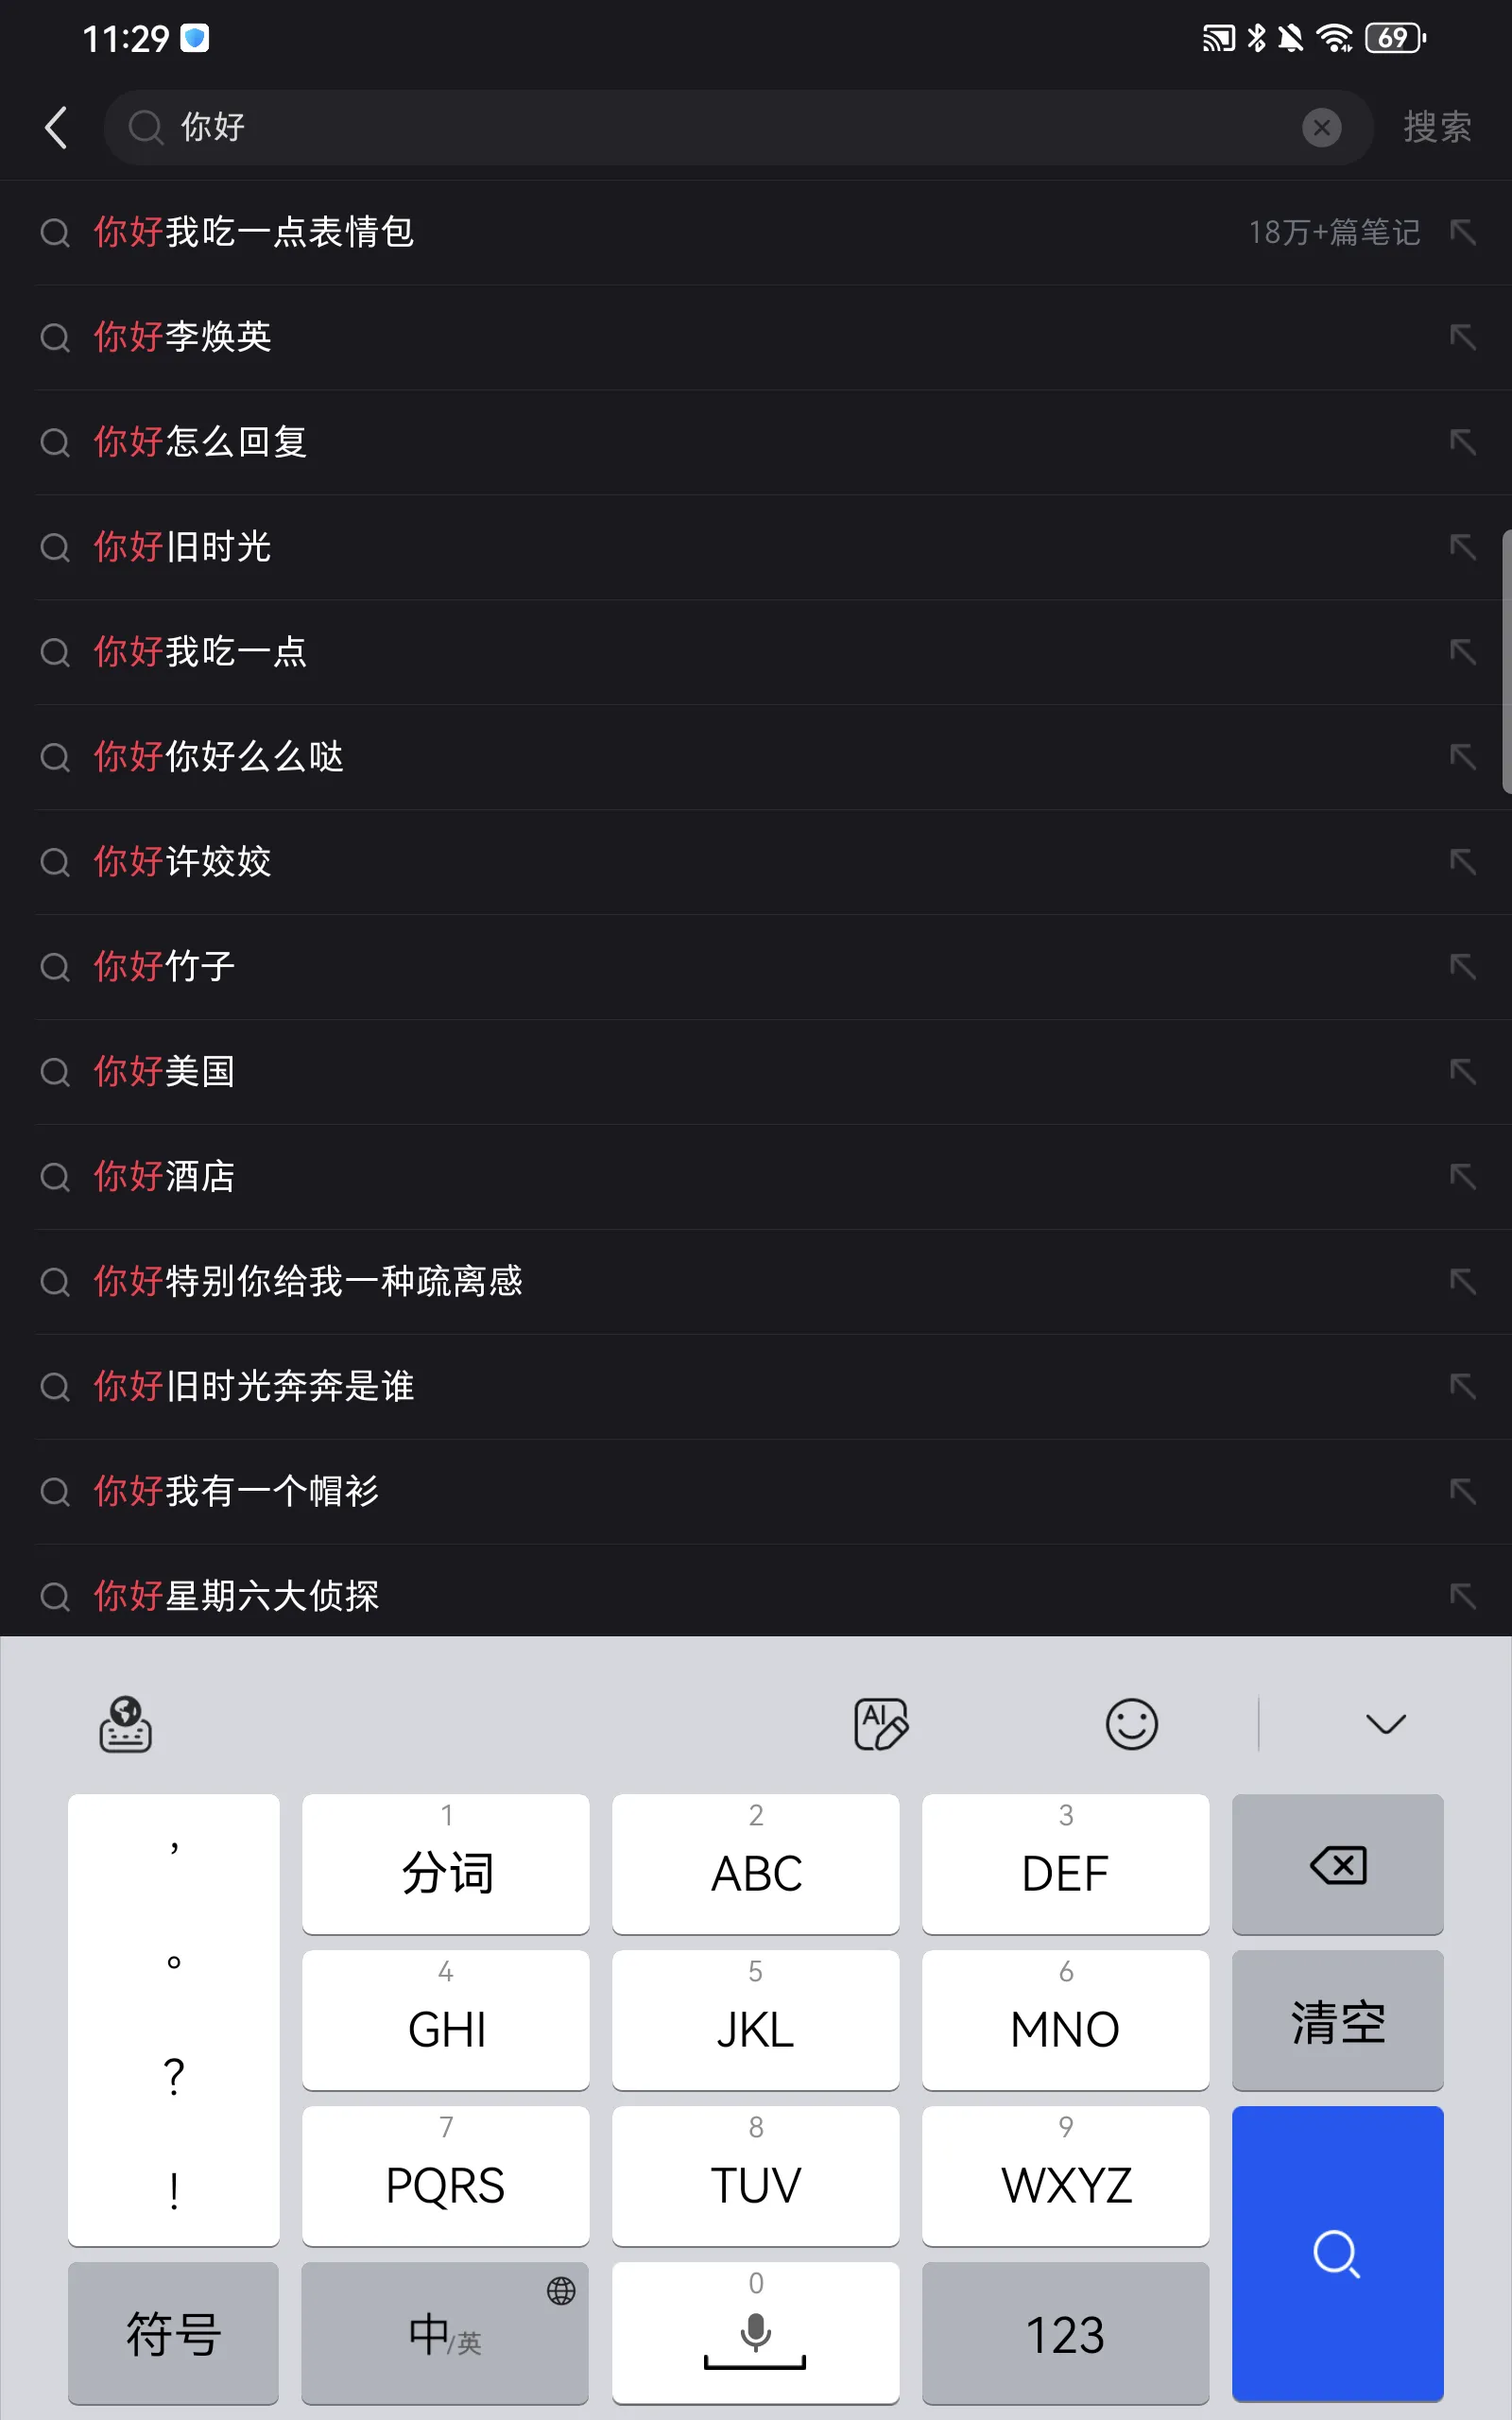 11:29
69
你好
搜索
你好我吃一点表情包
18万+篇笔记
你好李焕英
你好怎么回复
你好旧时光
你好我吃一点
你好你好么么哒
你好许姣姣
你好竹子
你好美国
你好酒店
你好特别你给我一种疏离感
你好旧时光奔奔是谁
你好我有一个帽衫
你好星期六大侦探
AI
，
。
？
！
1
分词
2
ABC
3
DEF
4
GHI
5
JKL
6
MNO
清空
7
PQRS
8
TUV
9
WXYZ
符号
中/英
0
123